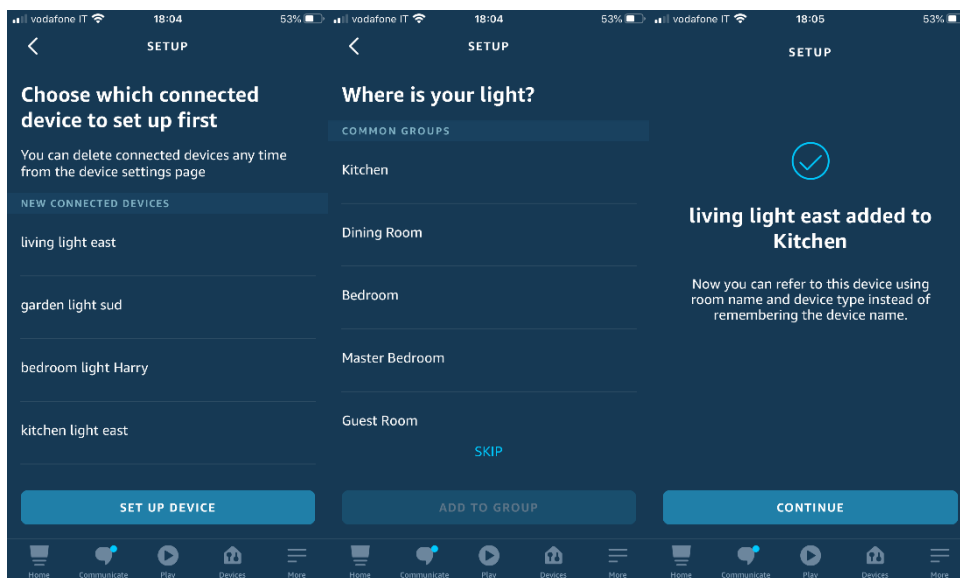 vodafone IT 18:04 53%
SETUP
Choose which connected
device to set up first
You can delete connected devices any time
from the device settings page
NEW CONNECTED DEVICES
living light east
garden light sud
bedroom light Harry
kitchen light east
SET UP DEVICE
Home Communicate Play Devices More
vodafone IT 18:04 53%
SETUP
Where is your light?
COMMON GROUPS
Kitchen
Dining Room
Bedroom
Master Bedroom
Guest Room
SKIP
ADD TO GROUP
Home Communicate Play Devices More
vodafone IT 18:05 53%
SETUP
living light east added to
Kitchen
Now you can refer to this device using
room name and device type instead of
remembering the device name.
CONTINUE
Home Communicate Play Devices More